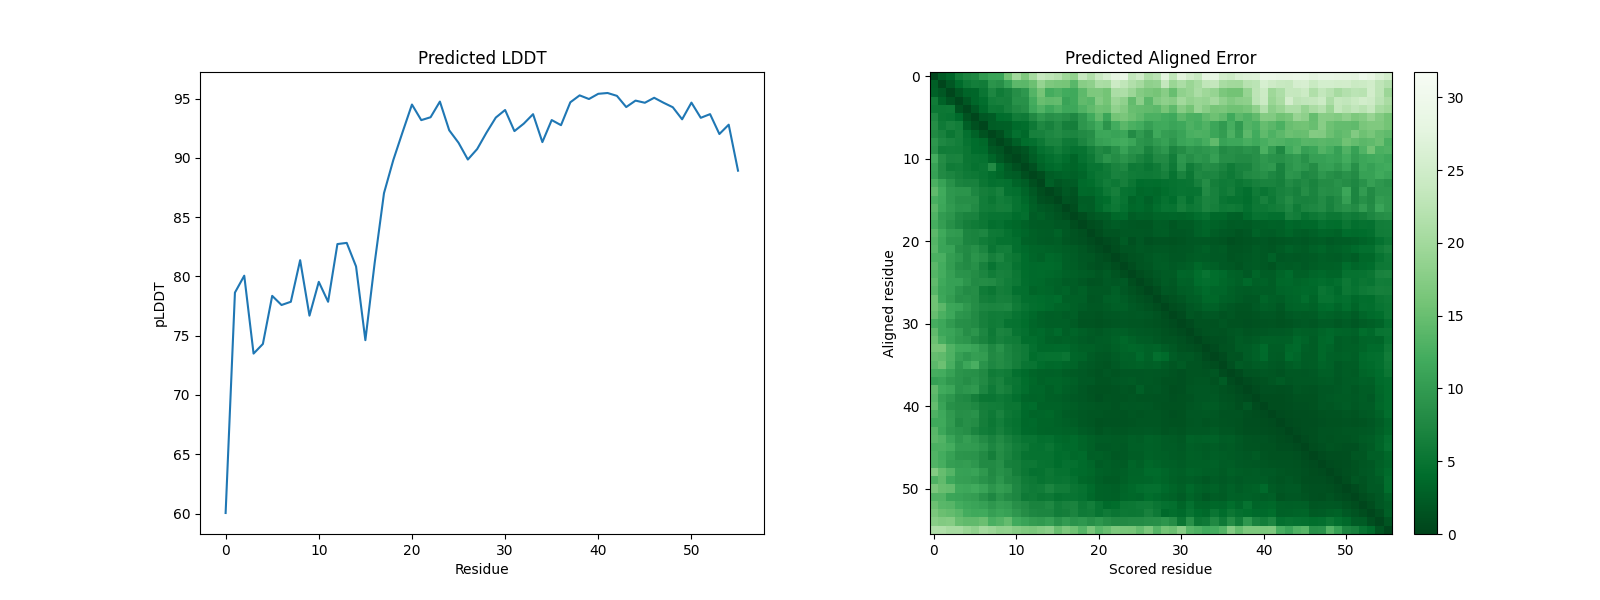 Predicted LDDT
pLDDT
95
90
85
80
75
70
65
60
0 10 20 30 40 50
Residue
Predicted Aligned Error
Aligned residue
0
10
20
30
40
50
0 10 20 30 40 50
Scored residue
30
25
20
15
10
5
0